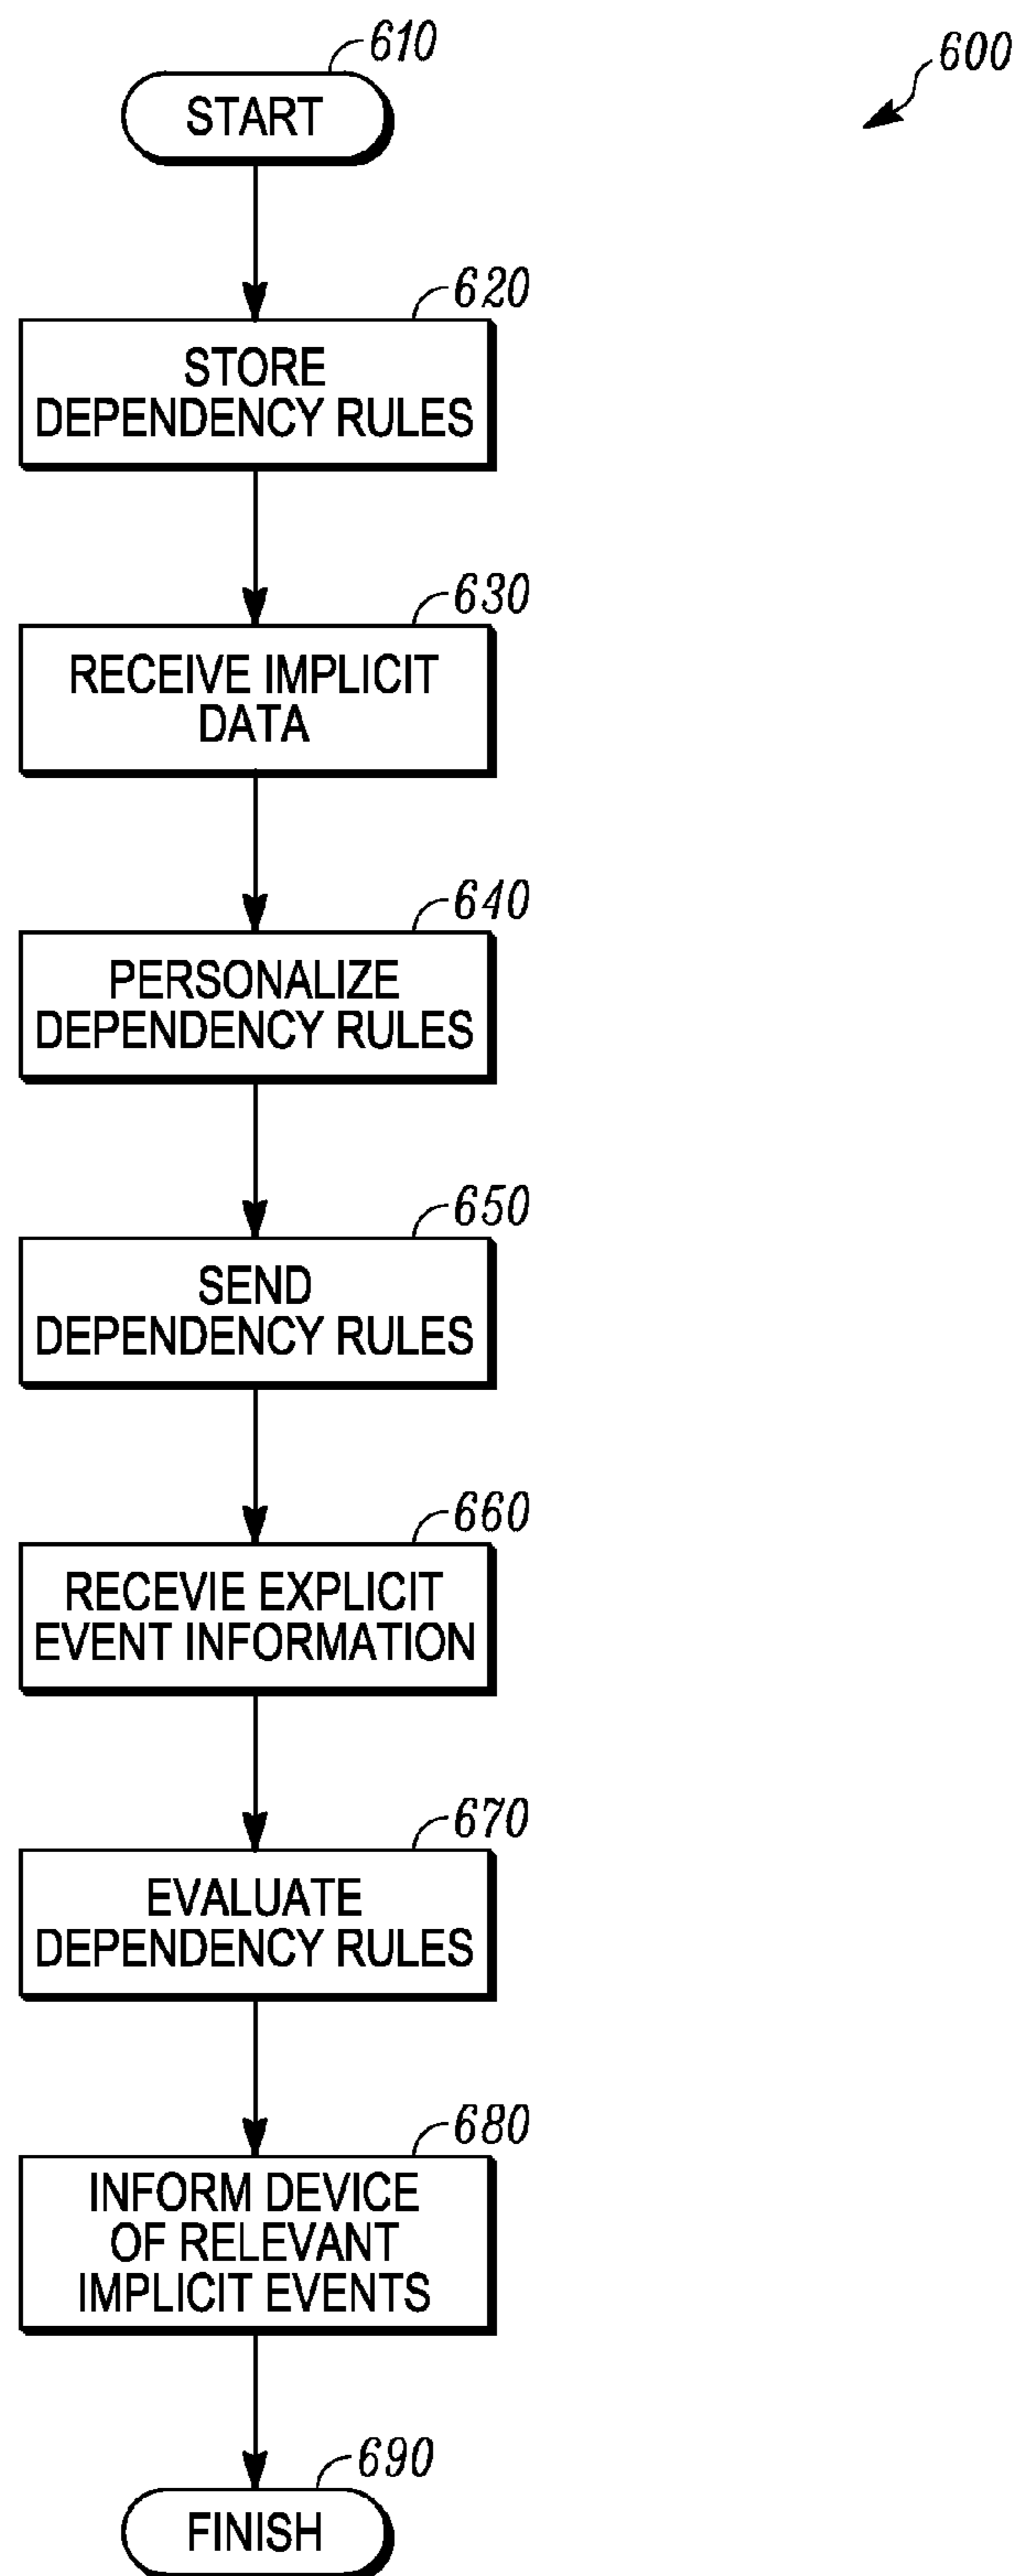 610
600
START
620
STORE
DEPENDENCY RULES
630
RECEIVE IMPLICIT
DATA
640
PERSONALIZE
DEPENDENCY RULES
650
SEND
DEPENDENCY RULES
660
RECEVIE EXPLICIT
EVENT INFORMATION
670
EVALUATE
DEPENDENCY RULES
680
INFORM DEVICE
OF RELEVANT
IMPLICIT EVENTS
690
FINISH